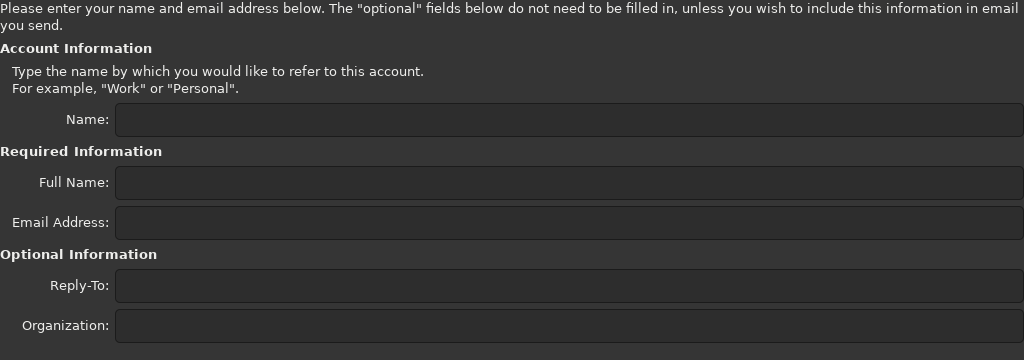 Please enter your name and email address below. The "optional" fields below do not need to be filled in, unless you wish to include this information in email
you send.
Account Information
Type the name by which you would like to refer to this account.
For example, "Work" or "Personal".
Name:
Required Information
Full Name:
Email Address:
Optional Information
Reply-To:
Organization: